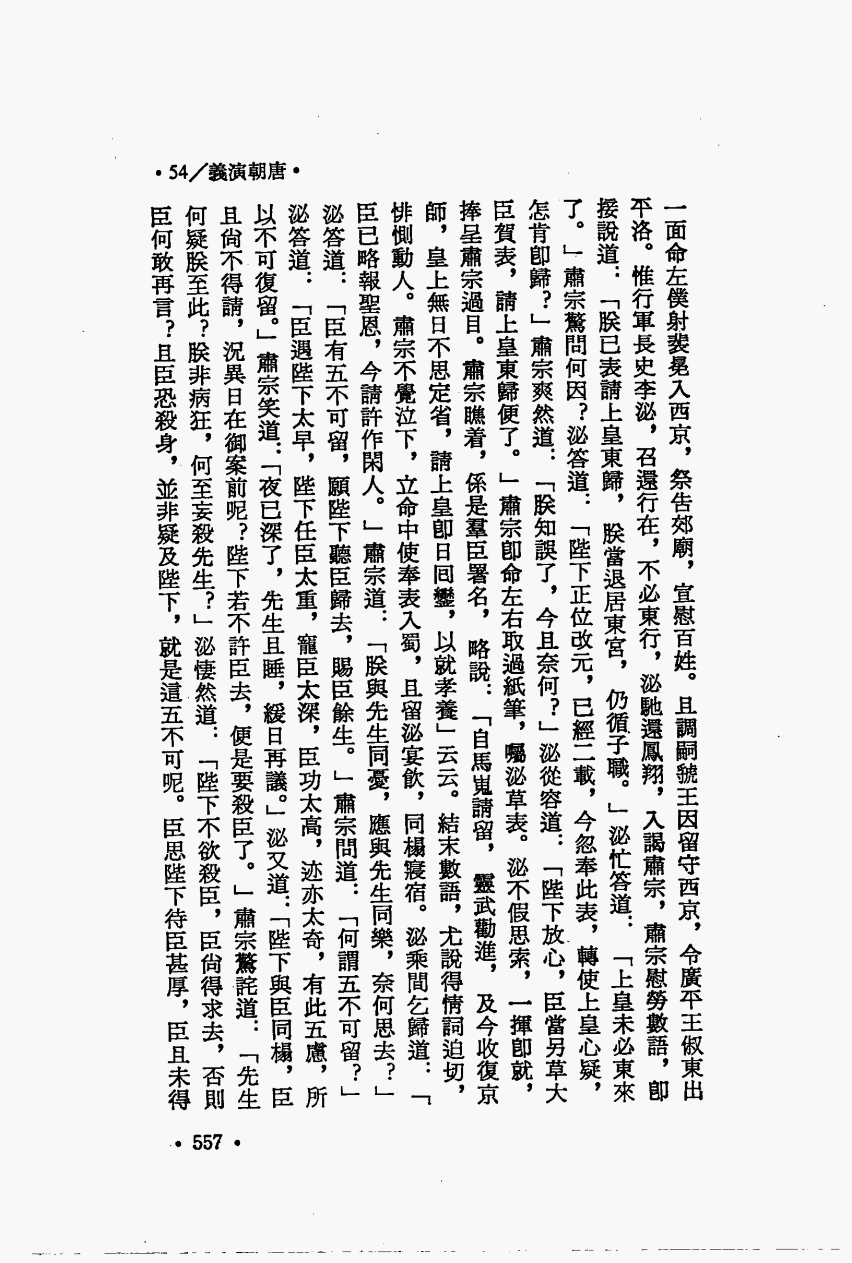 •54／義演朝唐•
一面命左僕射裴冕入西京，祭告郊廟，宣慰百姓。且調嗣虢王因留守西京，令廣平王俶東出
平洛。惟行軍長史李泌，召還行在，不必東行，泌馳還鳳翔，入謁肅宗，肅宗慰勞數語，卽
接說道：「朕已表請上皇東歸，朕當退居東宮，仍循子職。」泌忙答道：「上皇未必東來
了。」肅宗驚問何因？泌答道：「陛下正位改元，已經二載，今忽奉此表，轉使上皇心疑，
怎肯卽歸？」肅宗爽然道：「朕知誤了，今且奈何？」泌從容道：「陛下放心，臣當另草大
臣賀表，請上皇東歸便了。」肅宗卽命左右取過紙筆，囑泌草表。泌不假思索，一揮卽就，
捧呈肅宗過目。肅宗瞧着，係是羣臣署名，略說：「自馬嵬請留，靈武勸進，及今收復京
師，皇上無日不思定省，請上皇卽日囘鑾，以就孝養」云云。結末數語，尤說得情詞迫切，
悱惻動人。肅宗不覺泣下，立命中使奉表入蜀，且留泌宴飲，同榻寢宿。泌乘間乞歸道：「
臣已略報聖恩，今請許作閑人。」肅宗道：「朕與先生同憂，應與先生同樂，奈何思去？」
泌答道：「臣有五不可留，願陛下聽臣歸去，賜臣餘生。」肅宗問道：「何謂五不可留？」
泌答道：「臣遇陛下太早，陛下任臣太重，寵臣太深，臣功太高，迹亦太奇，有此五慮，所
以不可復留。」肅宗笑道：「夜已深了，先生且睡，緩日再議。」泌又道：「陛下與臣同榻，臣
且尙不得請，況異日在御案前呢？陛下若不許臣去，便是要殺臣了。」肅宗驚詫道：「先生
何疑朕至此？朕非病狂，何至妄殺先生？」泌悽然道：「陛下不欲殺臣，臣尙得求去，否則
臣何敢再言？且臣恐殺身，並非疑及陛下，就是這五不可呢。臣思陛下待臣甚厚，臣且未得
•557•